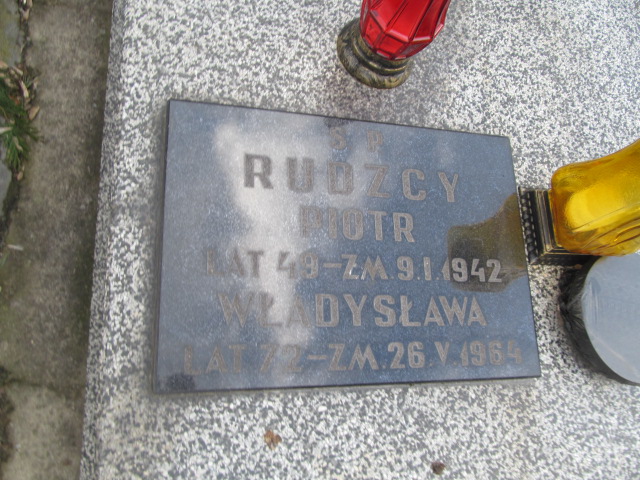 Ś P
RUDZCY
PIOTR
LAT 49-ZM 9.I.1942
WŁADYSŁAWA
LAT 72-ZM.26.V.1964